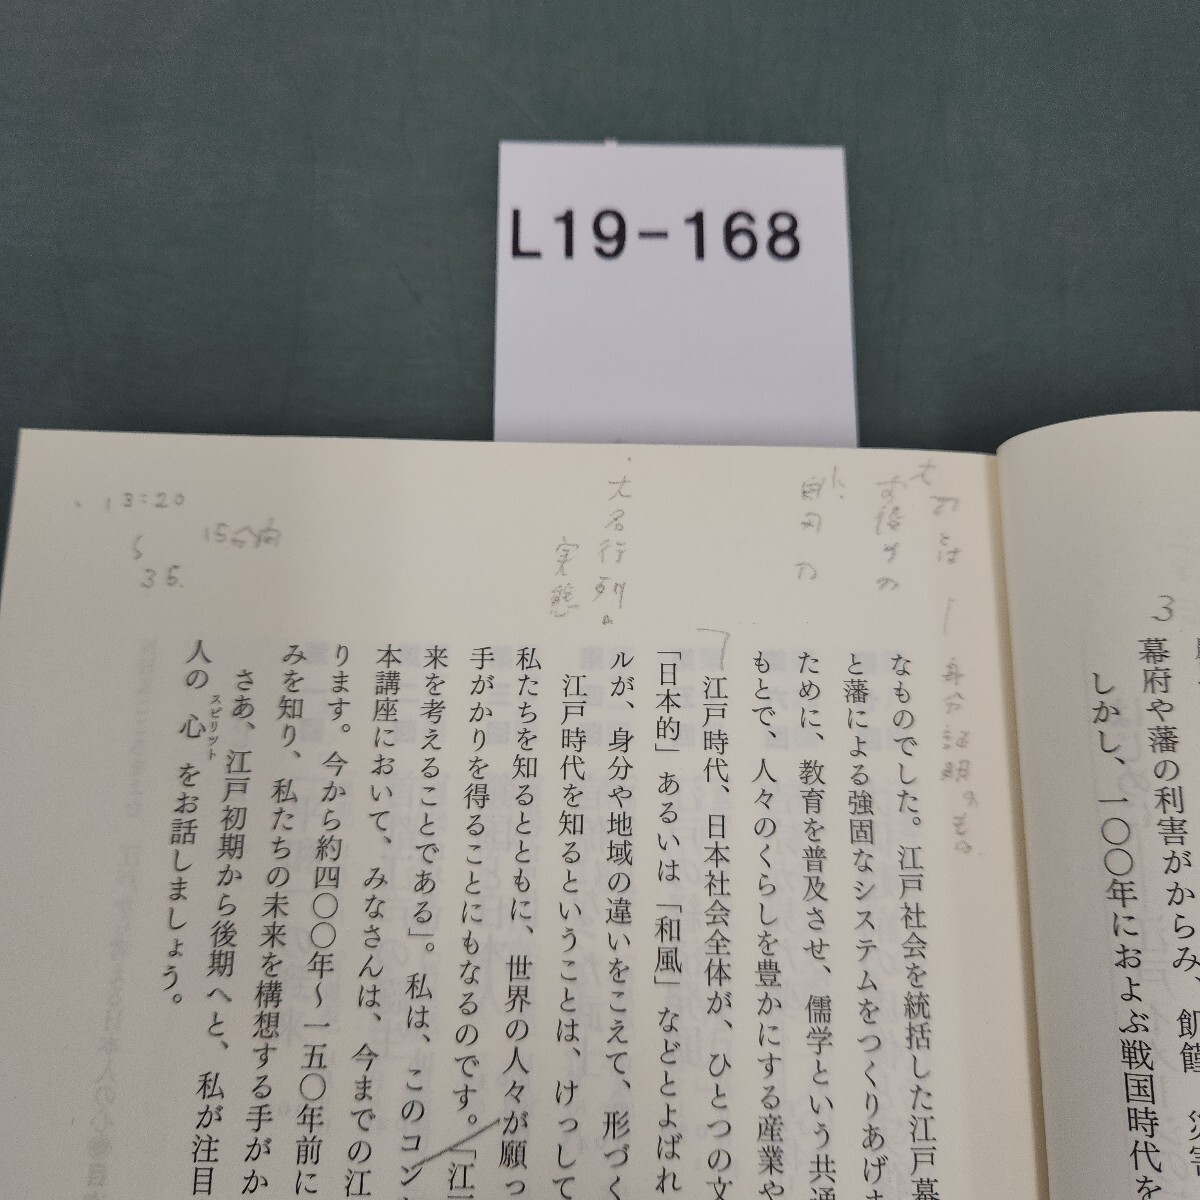 L19-168
3
幕府や藩の利害がからみ、飢饉、災害
しかし、一〇〇年におよぶ戦国時代を
なものでした。江戸社会を統括した江戸幕
と藩による強固なシステムをつくりあげま
ために、教育を普及させ、儒学という共通
もとで、人々のくらしを豊かにする産業や
江戸時代、日本社会全体が、ひとつの文
「日本的」あるいは「和風」などとよばれ
ルが、身分や地域の違いをこえて、形づく
江戸時代を知るということは、けっして
私たちを知るとともに、世界の人々が願っ
手がかりを得ることにもなるのです。「江戸
来を考えることである」。私は、このコン
本講座において、みなさんは、今までの江
ります。今から約四〇〇年〜一五〇年前に
みを知り、私たちの未来を構想する手がか
さあ、江戸初期から後期へと、私が注目
人の心をお話しましょう。
スピリット
とは
身分証明のもの
大名行列の
実態
15分間
13:20
35